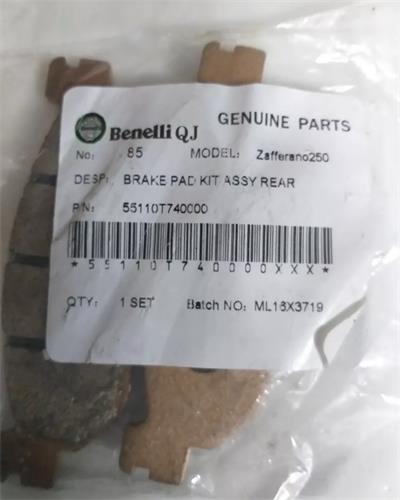 Benelli QJ GENUINE PARTS
No: 85 MODEL: Zafferano250
DESP: BRAKE PAD KIT ASSY REAR
P/N: 55110T740000
*55110T740000XXX*
QTY: 1 SET Batch NO: ML16X3719